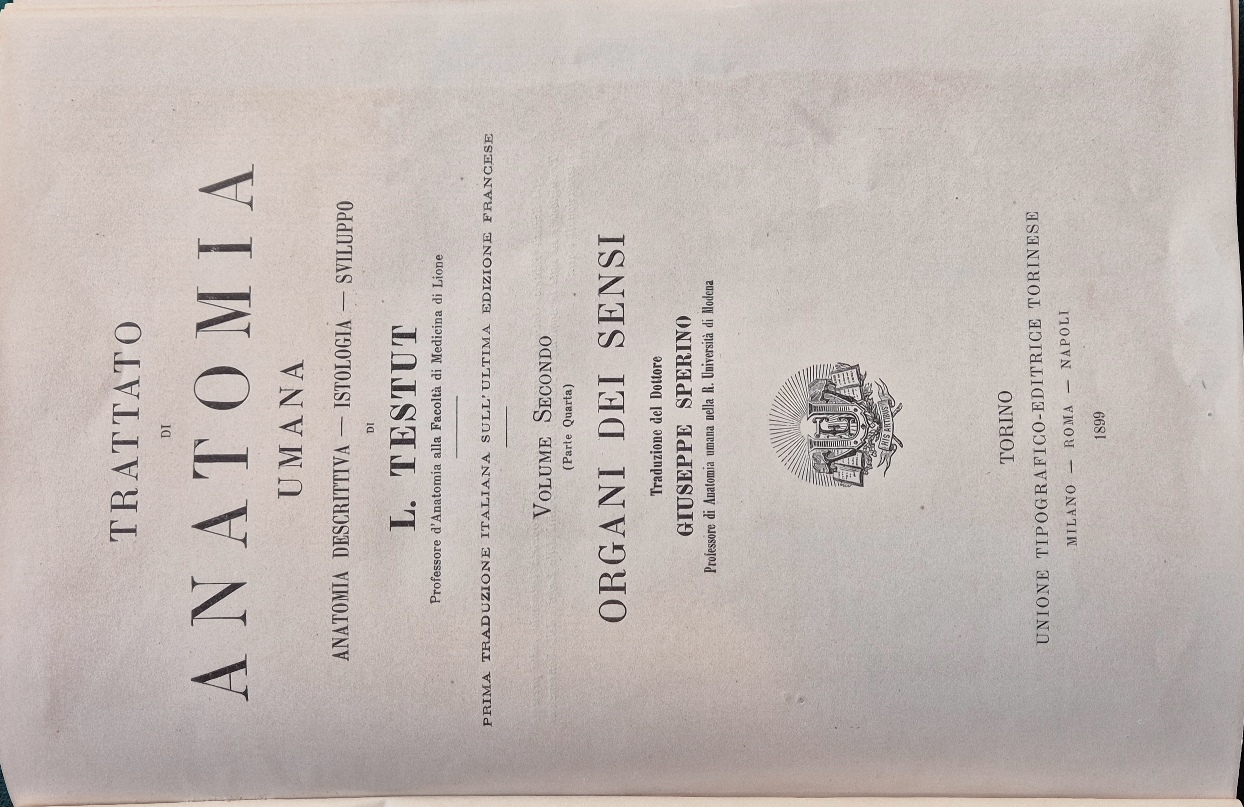 TRATTATO
DI
ANATOMIA
UMANA
ANATOMIA DESCRITTIVA — ISTOLOGIA — SVILUPPO
DI
L. TESTUT
Professore d'Anatomia alla Facoltà di Medicina di Lione
PRIMA TRADUZIONE ITALIANA SULL'ULTIMA EDIZIONE FRANCESE
VOLUME SECONDO
(Parte Quarta)
ORGANI DEI SENSI
Traduzione del Dottore
GIUSEPPE SPERINO
Professore di Anatomia umana nella R. Università di Modena
HIS ARTIBUS
TORINO
UNIONE TIPOGRAFICO-EDITRICE TORINESE
MILANO — ROMA — NAPOLI
1899